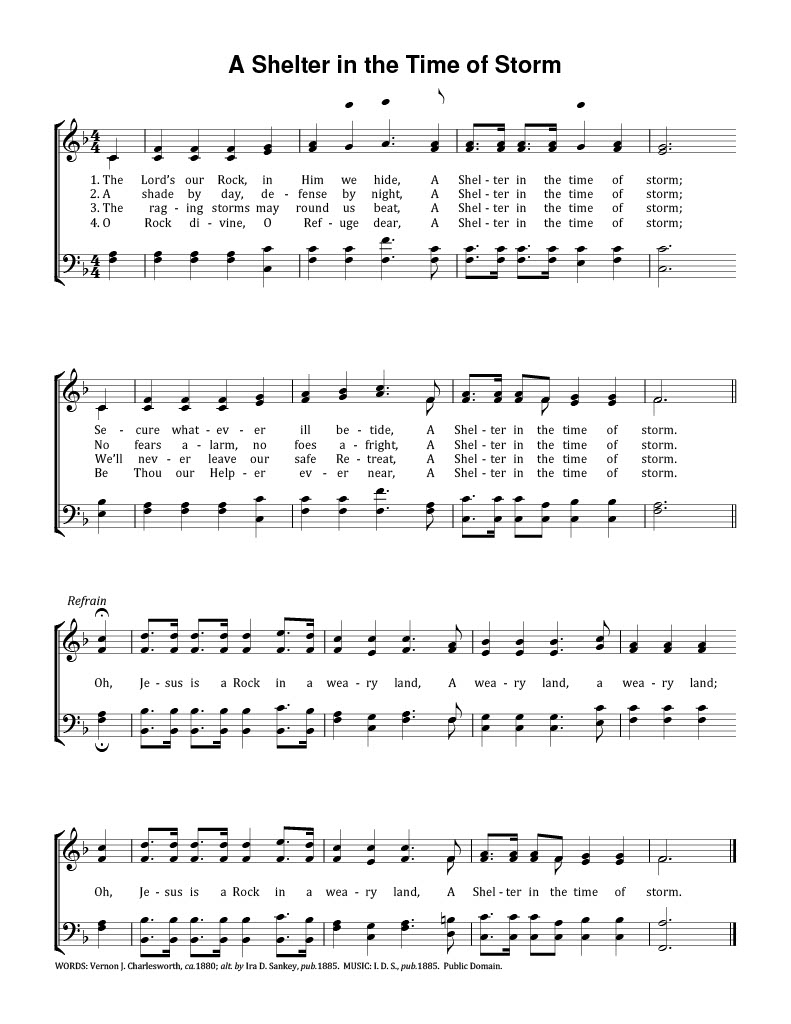 A Shelter in the Time of Storm
1. The Lord's our Rock, in Him we hide, A Shel - ter in the time of storm;
2. A shade by day, de - fense by night, A Shel - ter in the time of storm;
3. The rag - ing storms may round us beat, A Shel - ter in the time of storm;
4. O Rock di - vine, O Ref - uge dear, A Shel - ter in the time of storm;
Se - cure what - ev - er ill be - tide, A Shel - ter in the time of storm.
No fears a - larm, no foes a - fright, A Shel - ter in the time of storm.
We'll nev - er leave our safe Re - treat, A Shel - ter in the time of storm.
Be Thou our Help - er ev - er near, A Shel - ter in the time of storm.
Refrain
Oh, Je - sus is a Rock in a wea - ry land, A wea - ry land, a wea - ry land;
Oh, Je - sus is a Rock in a wea - ry land, A Shel - ter in the time of storm.
WORDS: Vernon J. Charlesworth, ca.1880; alt. by Ira D. Sankey, pub.1885. MUSIC: I. D. S., pub.1885. Public Domain.